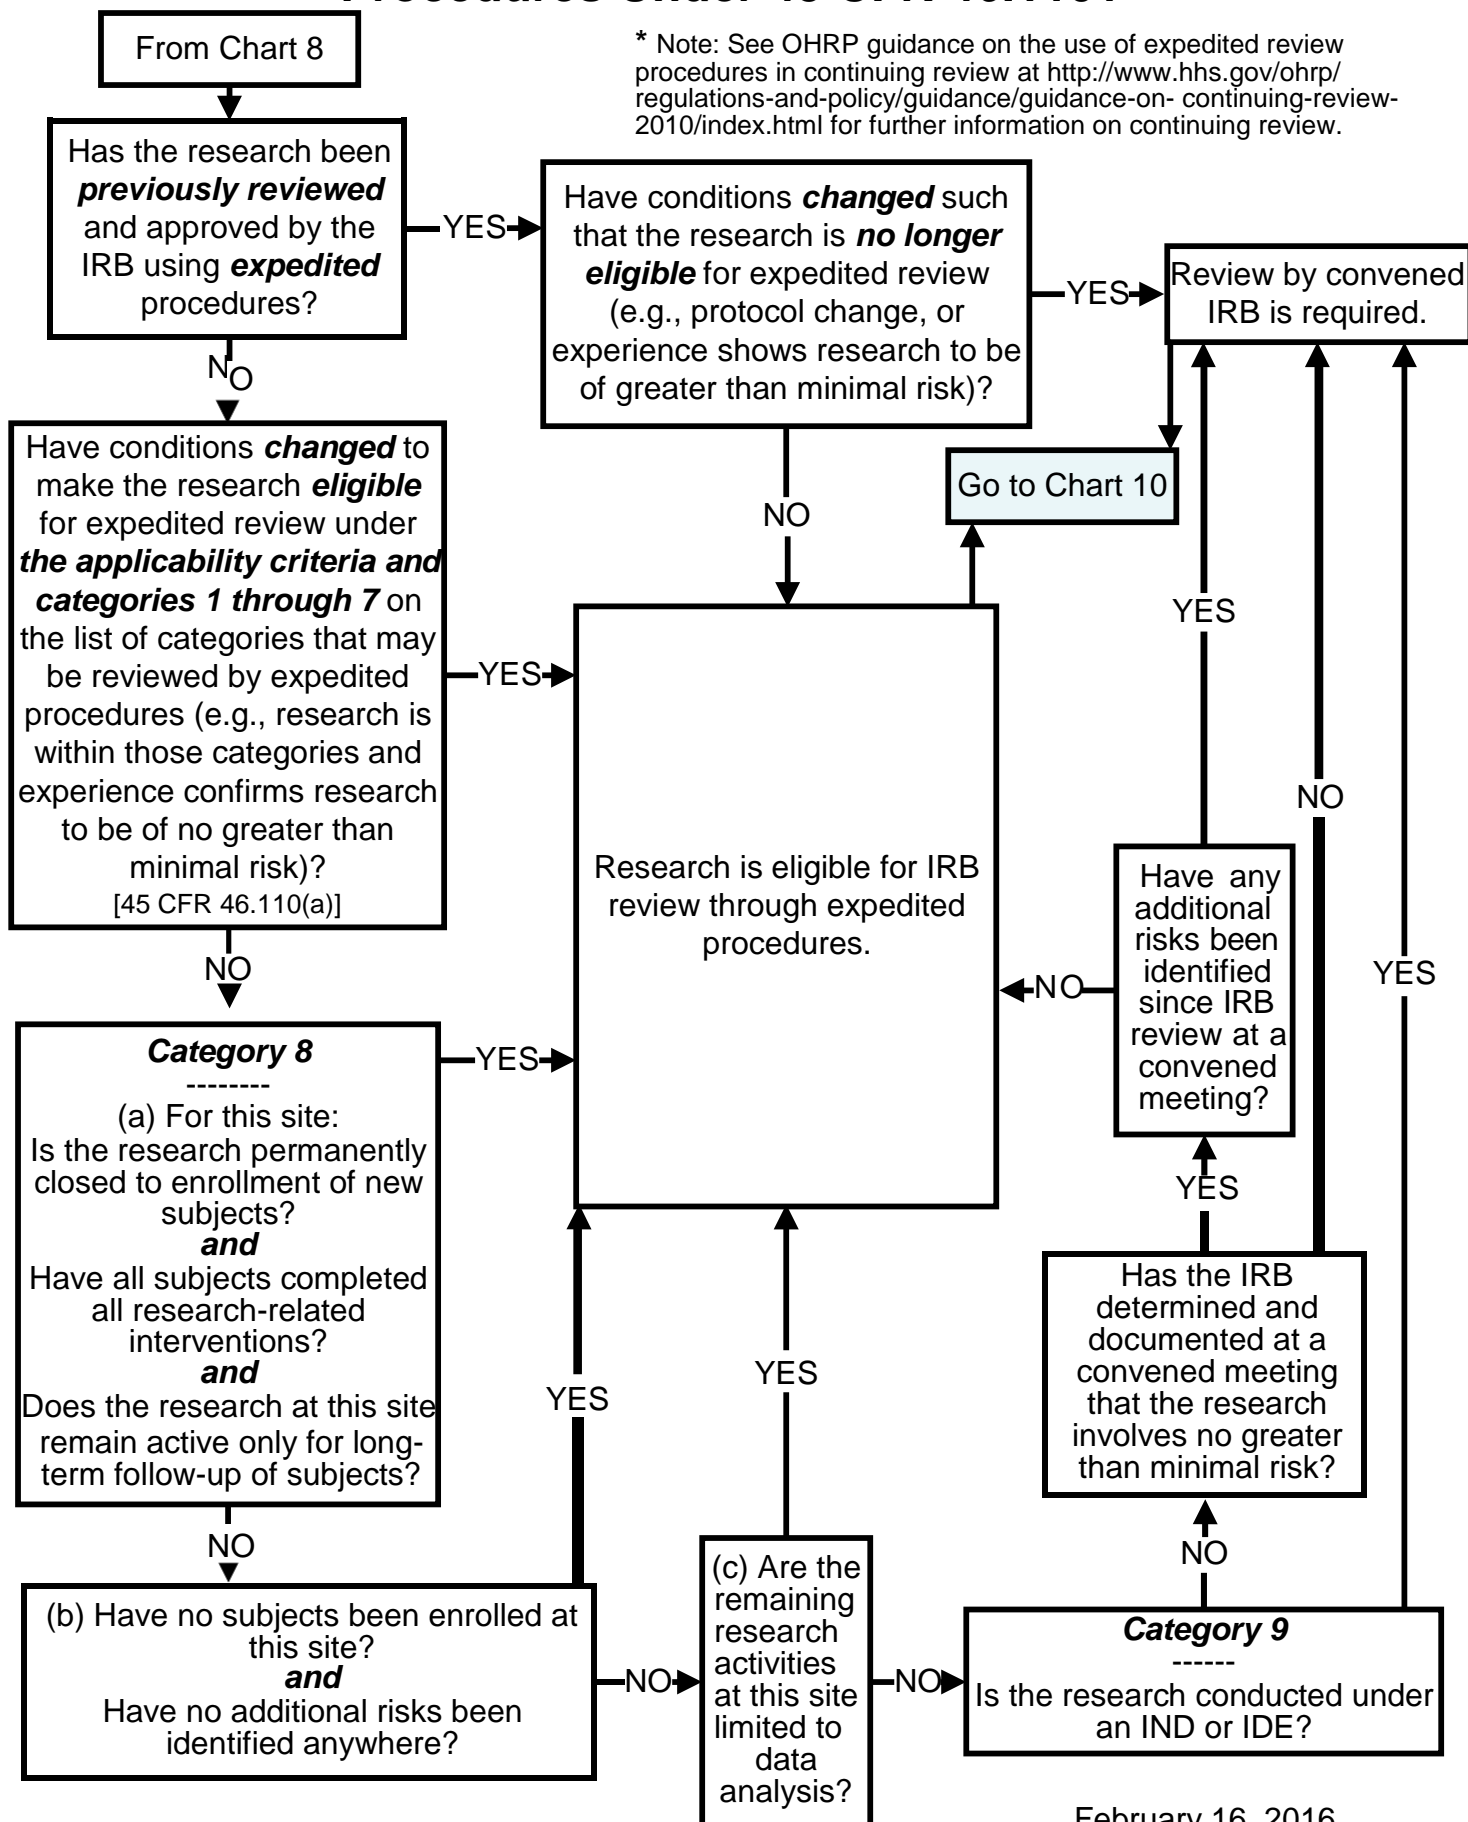 Procedures Under 45 CFR 46.110?
From Chart 8
* Note: See OHRP guidance on the use of expedited review
procedures in continuing review at http://www.hhs.gov/ohrp/
regulations-and-policy/guidance/guidance-on- continuing-review-
2010/index.html for further information on continuing review.
Has the research been
previously reviewed
and approved by the
IRB using expedited
procedures?
YES
Have conditions changed such
that the research is no longer
eligible for expedited review
(e.g., protocol change, or
experience shows research to be
of greater than minimal risk)?
YES
Review by convened
IRB is required.
NO
Have conditions changed to
make the research eligible
for expedited review under
the applicability criteria and
categories 1 through 7 on
the list of categories that may
be reviewed by expedited
procedures (e.g., research is
within those categories and
experience confirms research
to be of no greater than
minimal risk)?
[45 CFR 46.110(a)]
YES
NO
Go to Chart 10
Research is eligible for IRB
review through expedited
procedures.
YES
NO
YES
Have any
additional
risks been
identified
since IRB
review at a
convened
meeting?
NO
NO
Category 8
--------
(a) For this site:
Is the research permanently
closed to enrollment of new
subjects?
and
Have all subjects completed
all research-related
interventions?
and
Does the research at this site
remain active only for long-
term follow-up of subjects?
YES
YES
YES
YES
Has the IRB
determined and
documented at a
convened meeting
that the research
involves no greater
than minimal risk?
NO
NO
(b) Have no subjects been enrolled at
this site?
and
Have no additional risks been
identified anywhere?
NO
(c) Are the
remaining
research
activities
at this site
limited to
data
analysis?
NO
Category 9
------
Is the research conducted under
an IND or IDE?
February 16, 2016